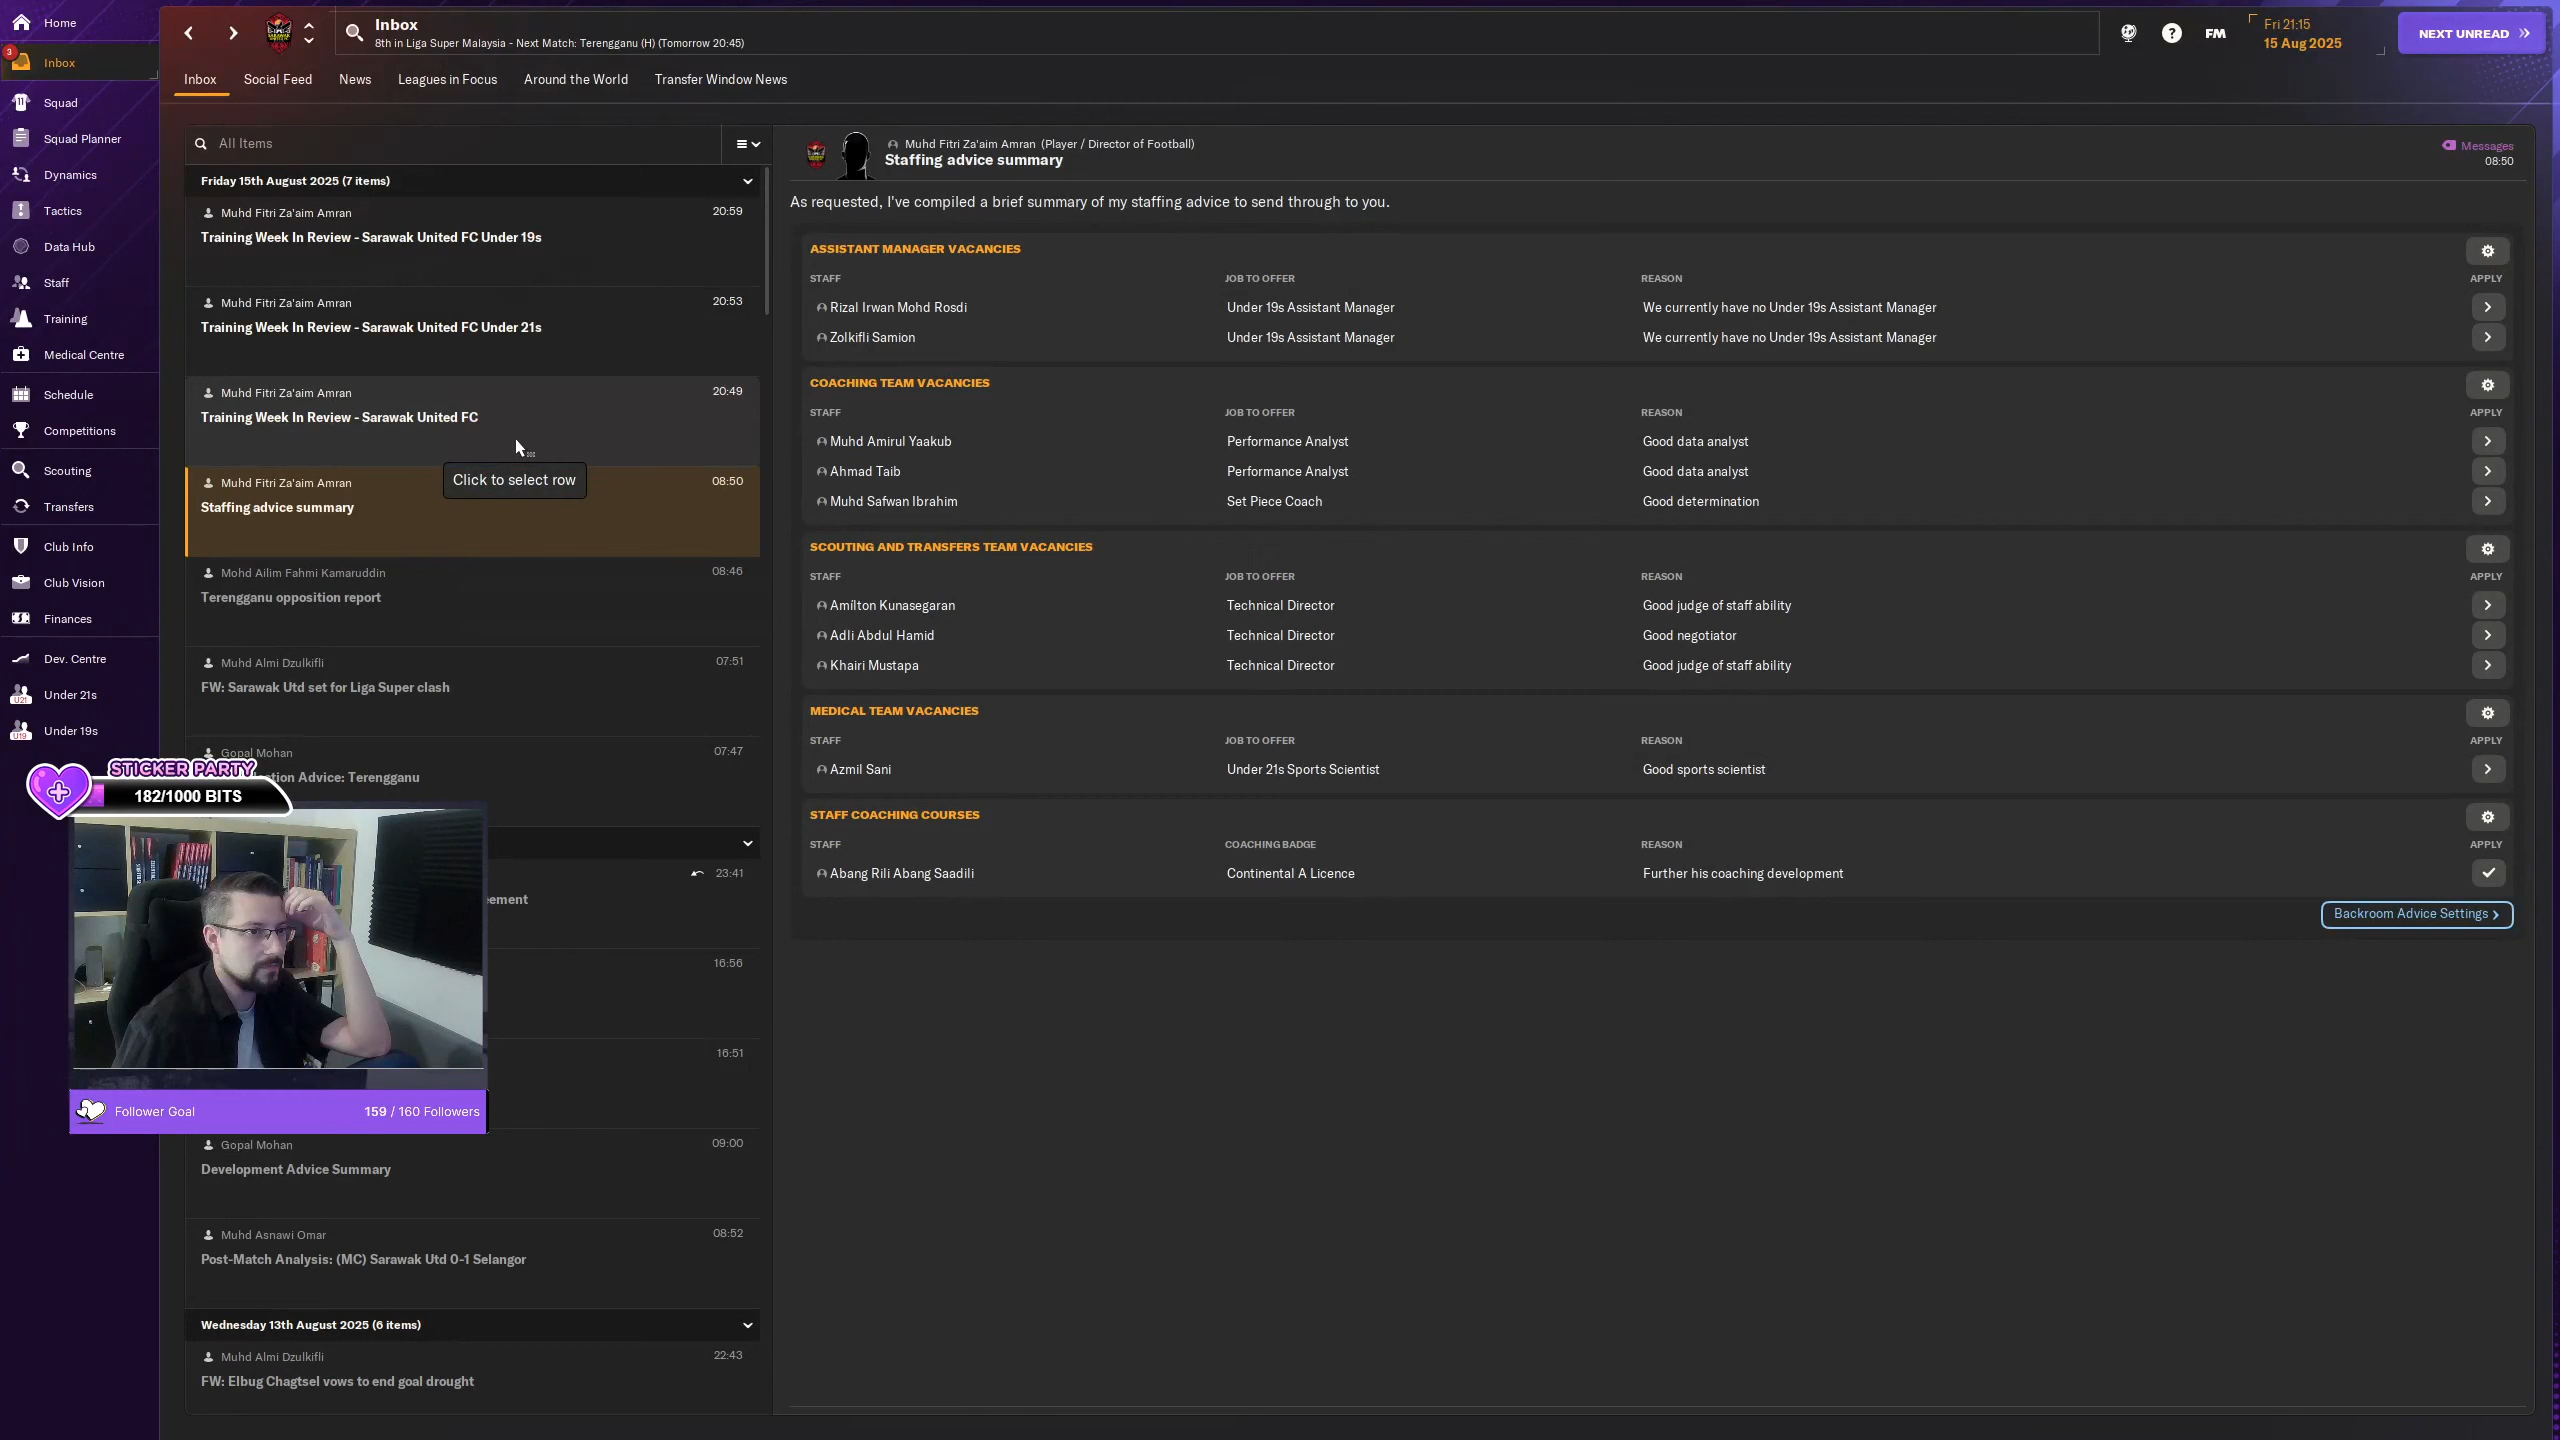 Home
3
Inbox
Squad
Squad Planner
Dynamics
Tactics
Data Hub
Staff
Training
Medical Centre
Schedule
Competitions
Scouting
Transfers
Club Info
Club Vision
Finances
Dev. Centre
U21
Under 21s
U19
Under 19s
Inbox
8th in Liga Super Malaysia - Next Match: Terengganu (H) (Tomorrow 20:45)
FM
Fri 21:15
15 Aug 2025
NEXT UNREAD
Inbox
Social Feed
News
Leagues in Focus
Around the World
Transfer Window News
All Items
Friday 15th August 2025 (7 items)
Muhd Fitri Za'aim Amran
20:59
Training Week In Review - Sarawak United FC Under 19s
Muhd Fitri Za'aim Amran
20:53
Training Week In Review - Sarawak United FC Under 21s
Muhd Fitri Za'aim Amran
20:49
Training Week In Review - Sarawak United FC
Click to select row
Muhd Fitri Za'aim Amran
08:50
Staffing advice summary
Mohd Ailim Fahmi Kamaruddin
08:46
Terengganu opposition report
Muhd Almi Dzulkifli
07:51
FW: Sarawak Utd set for Liga Super clash
Gopal Mohan
07:47
ction Advice: Terengganu
23:41
eement
16:56
16:51
Gopal Mohan
09:00
Development Advice Summary
Muhd Asnawi Omar
08:52
Post-Match Analysis: (MC) Sarawak Utd 0-1 Selangor
Wednesday 13th August 2025 (6 items)
Muhd Almi Dzulkifli
22:43
FW: Elbug Chagtsel vows to end goal drought
STICKER PARTY
182/1000 BITS
Follower Goal
159 / 160 Followers
Muhd Fitri Za'aim Amran (Player / Director of Football)
Staffing advice summary
Messages
08:50
As requested, I've compiled a brief summary of my staffing advice to send through to you.
ASSISTANT MANAGER VACANCIES
STAFF JOB TO OFFER REASON APPLY
Rizal Irwan Mohd Rosdi Under 19s Assistant Manager We currently have no Under 19s Assistant Manager
Zolkifli Samion Under 19s Assistant Manager We currently have no Under 19s Assistant Manager
COACHING TEAM VACANCIES
STAFF JOB TO OFFER REASON APPLY
Muhd Amirul Yaakub Performance Analyst Good data analyst
Ahmad Taib Performance Analyst Good data analyst
Muhd Safwan Ibrahim Set Piece Coach Good determination
SCOUTING AND TRANSFERS TEAM VACANCIES
STAFF JOB TO OFFER REASON APPLY
Amílton Kunasegaran Technical Director Good judge of staff ability
Adli Abdul Hamid Technical Director Good negotiator
Khairi Mustapa Technical Director Good judge of staff ability
MEDICAL TEAM VACANCIES
STAFF JOB TO OFFER REASON APPLY
Azmil Sani Under 21s Sports Scientist Good sports scientist
STAFF COACHING COURSES
STAFF COACHING BADGE REASON APPLY
Abang Rili Abang Saadili Continental A Licence Further his coaching development
Backroom Advice Settings